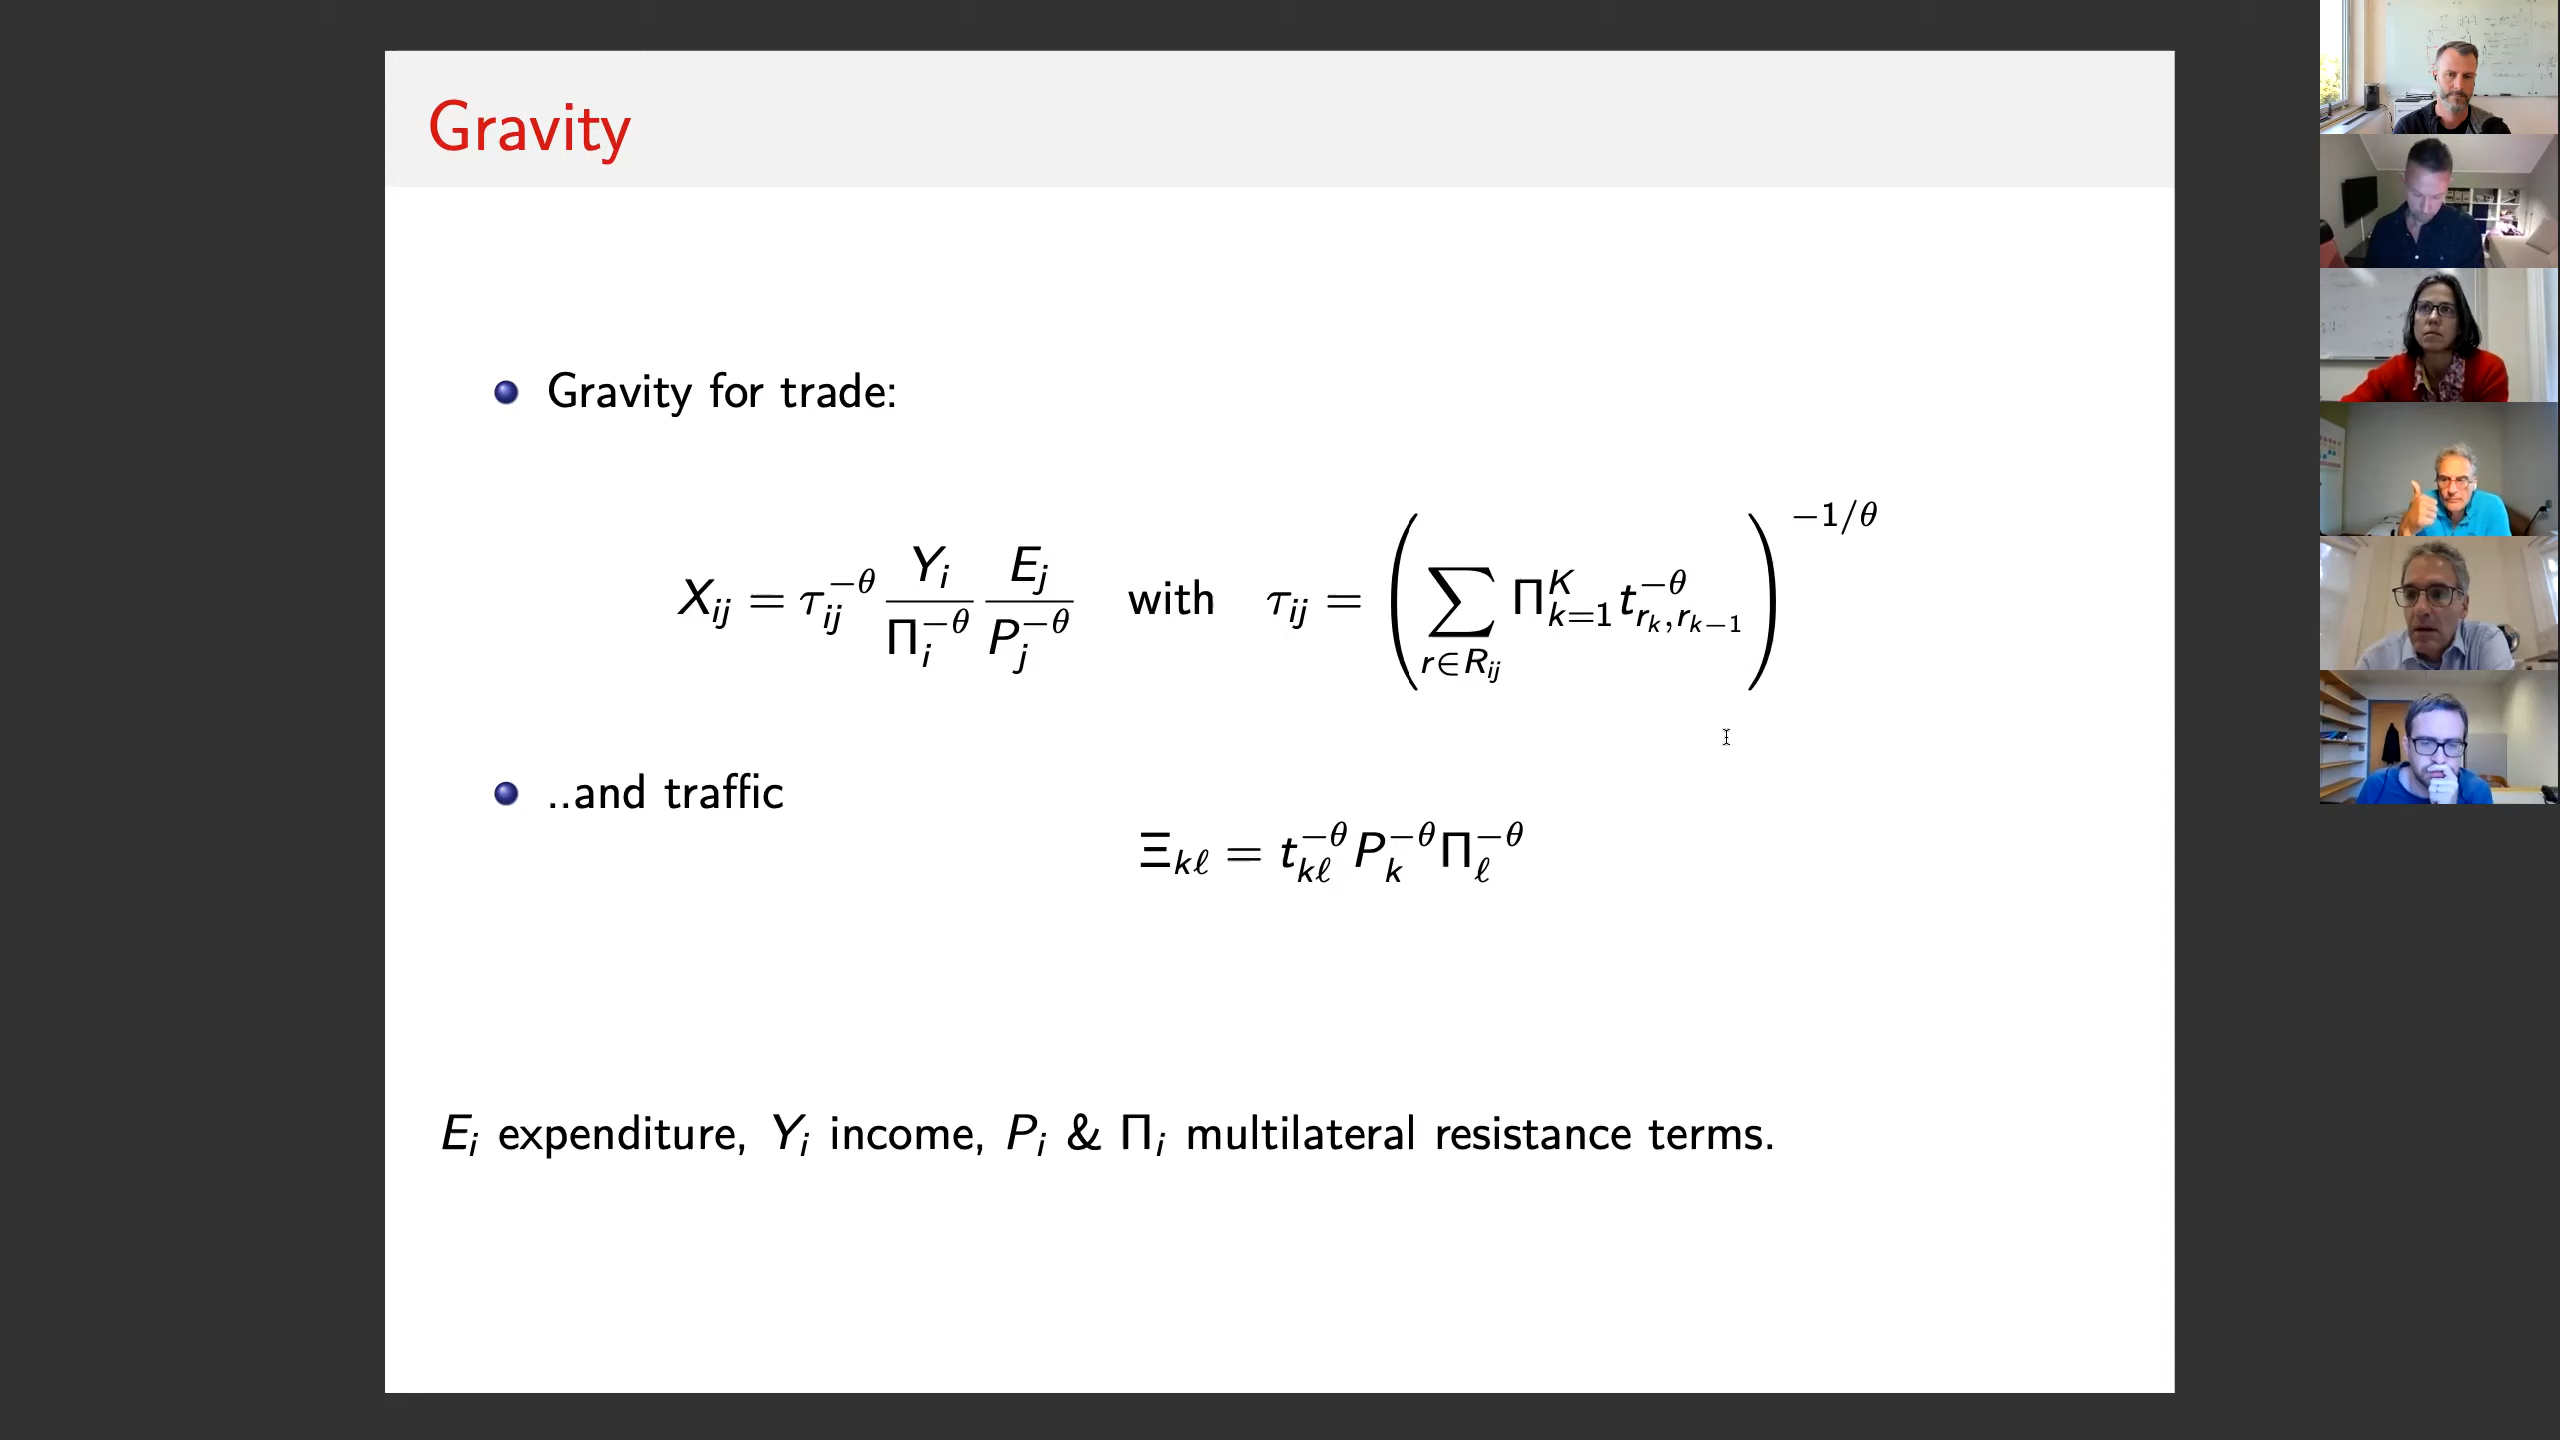 Gravity
Gravity for trade:
X_{ij} = τ_{ij}^{−θ} \frac{Y_i}{Π_i^{−θ}} \frac{E_j}{P_j^{−θ}} with τ_{ij} = \left( \sum_{r∈R_{ij}} Π_{k=1}^{K} t_{r_k,r_{k−1}}^{−θ} \right)^{−1/θ}
..and traffic
Ξ_{kℓ} = t_{kℓ}^{−θ} P_k^{−θ} Π_ℓ^{−θ}
E_i expenditure, Y_i income, P_i & Π_i multilateral resistance terms.